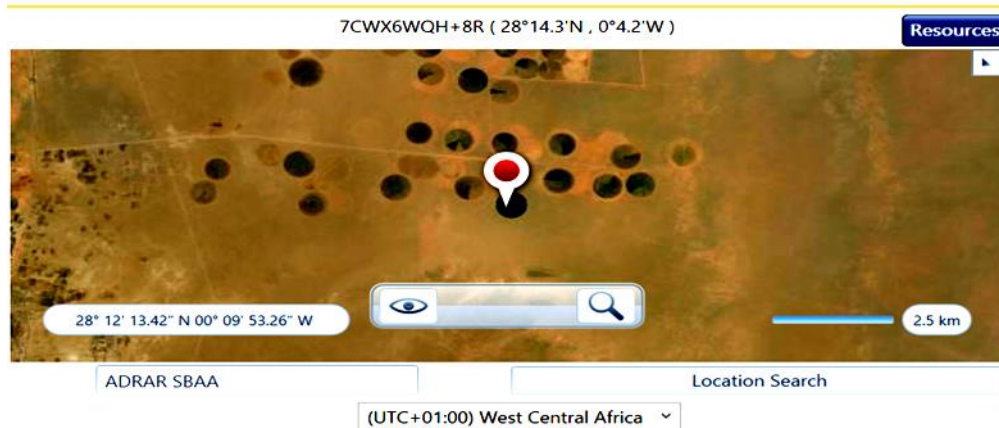 7CWX6WQH+8R ( 28°14.3'N , 0°4.2'W )
Resources
28° 12' 13.42" N 00° 09' 53.26" W
2.5 km
ADRAR SBAA
Location Search
(UTC+01:00) West Central Africa